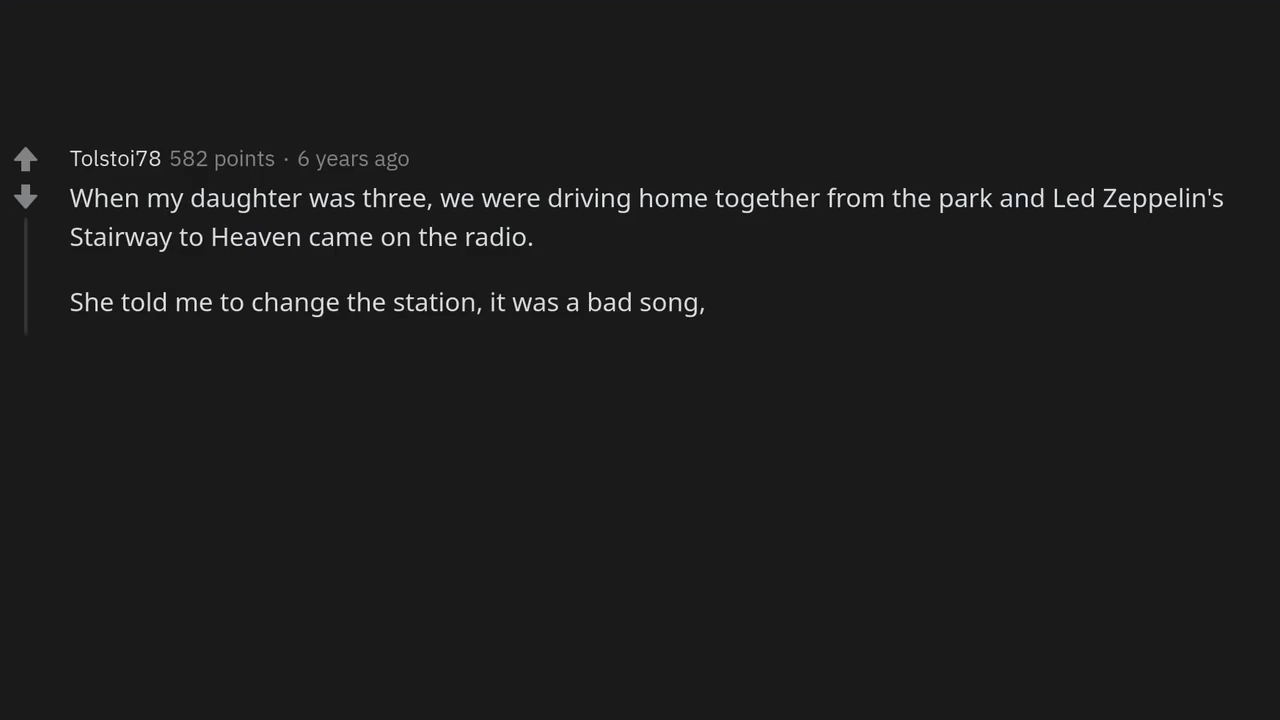 Tolstoi78 582 points · 6 years ago
When my daughter was three, we were driving home together from the park and Led Zeppelin's
Stairway to Heaven came on the radio.
She told me to change the station, it was a bad song,